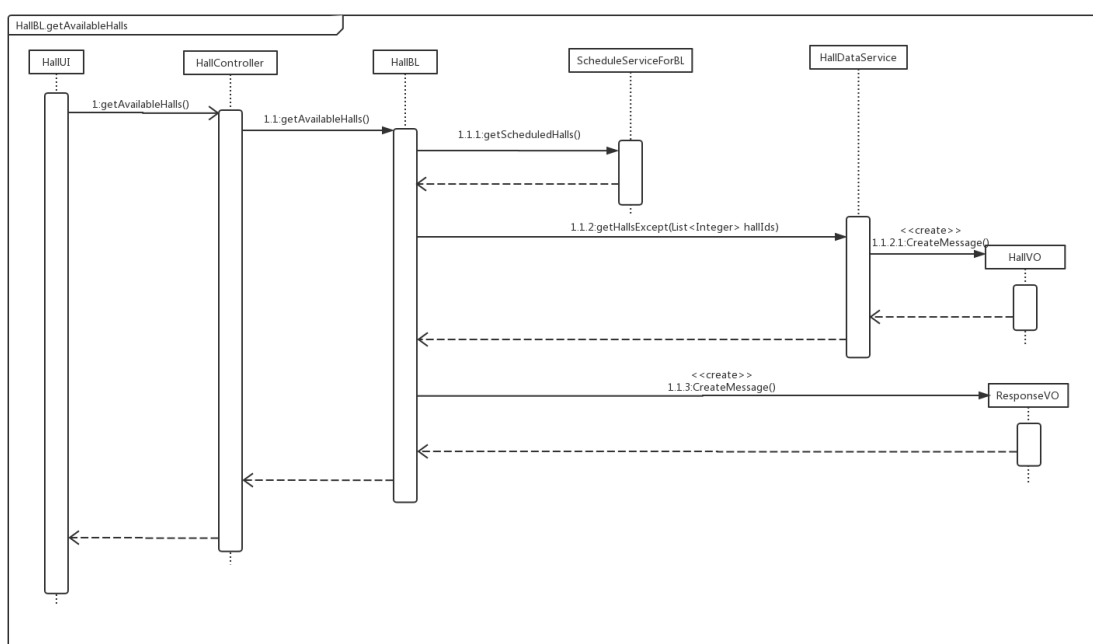 HallBL.getAvailableHalls
HallUI
HallController
HallBL
ScheduleServiceForBL
HallDataService
1:getAvailableHalls()
1.1:getAvailableHalls()
1.1.1:getScheduledHalls()
1.1.2:getHallsExcept(List<Integer> hallIds)
<<create>>
1.1.2.1:CreateMessage()
HallVO
<<create>>
1.1.3:CreateMessage()
ResponseVO